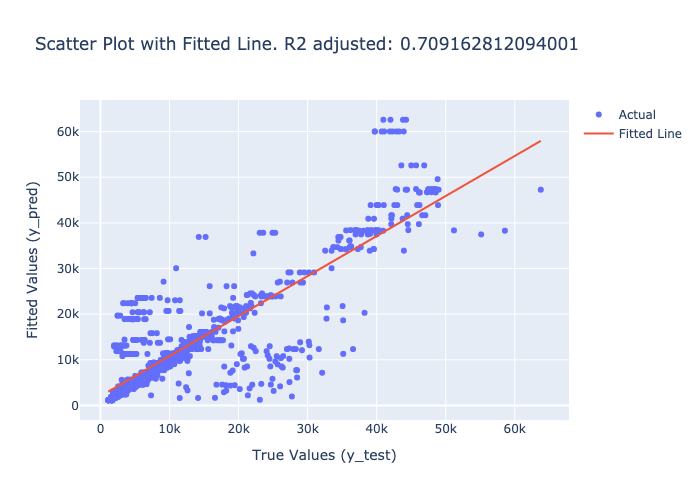 Scatter Plot with Fitted Line. R2 adjusted: 0.709162812094001
Actual
Fitted Line
60k
50k
40k
30k
20k
10k
0
Fitted Values (y_pred)
0
10k
20k
30k
40k
50k
60k
True Values (y_test)